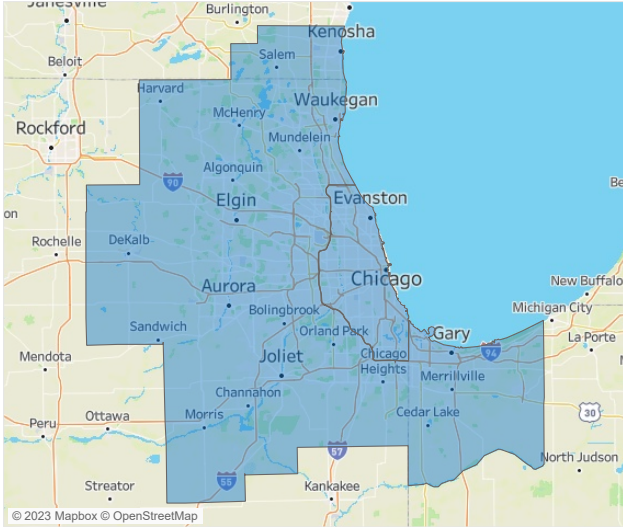 Janesville
Burlington
Kenosha
Beloit
Salem
Harvard
Waukegan
McHenry
Rockford
Mundelein
Algonquin
90
Elgin
Evanston
on
Rochelle
DeKalb
Chicago
New Buffalo
Aurora
Bolingbrook
Michigan City
Sandwich
Orland Park
Gary
La Porte
Mendota
Joliet
Chicago
Heights
94
Merrillville
Channahon
Morris
Cedar Lake
30
Ottawa
Peru
57
North Judson
Streator
55
Kankakee
© 2023 Mapbox © OpenStreetMap